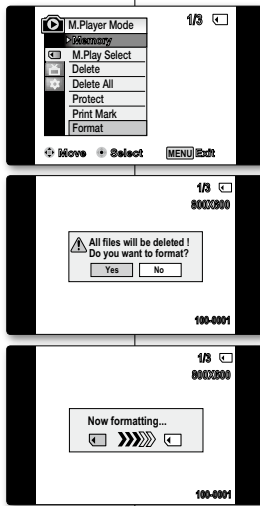 M.Player Mode
1/3
Memory
M.Play Select
Delete
Delete All
Protect
Print Mark
Format
Move Select MENU Exit
1/3
800X600
All files will be deleted !
Do you want to format?
Yes No
100-0001
1/3
800X600
Now formatting...
100-0001